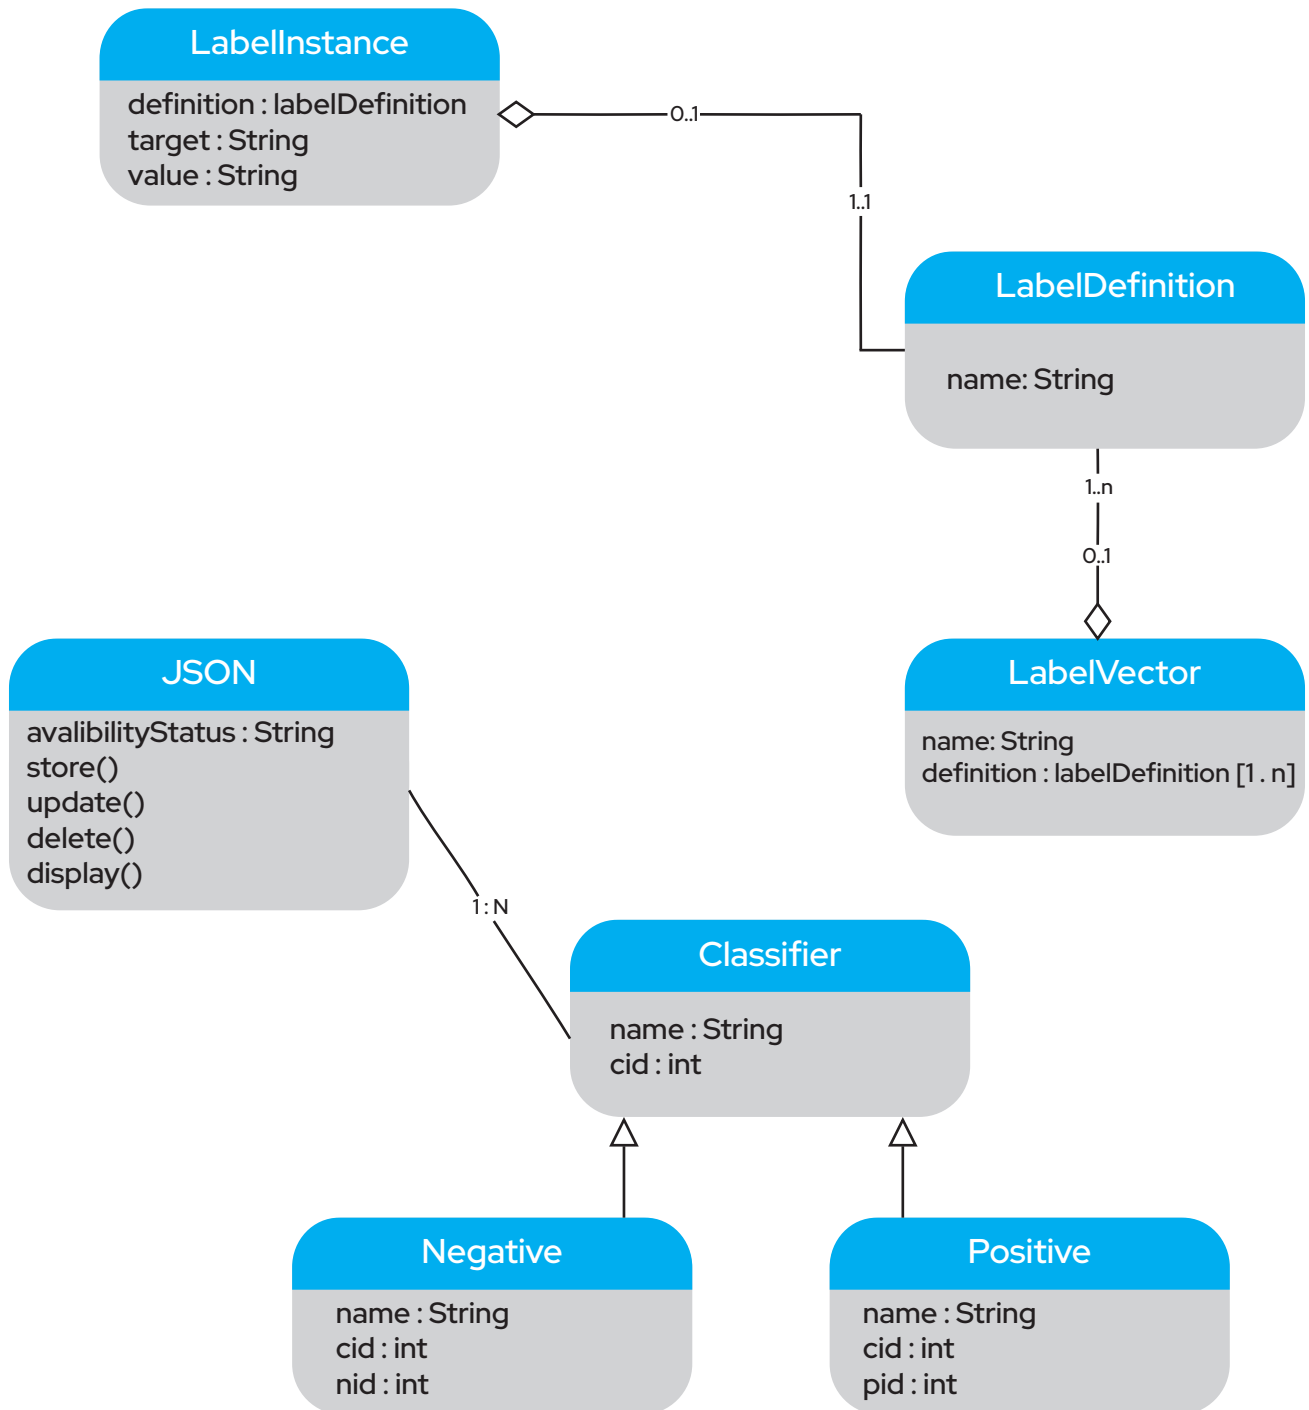 LabelInstance
definition : labelDefinition
target : String
value : String
0..1
1..1
LabelDefinition
name: String
1..n
0..1
LabelVector
name: String
definition : labelDefinition [1 . n]
JSON
avalibilityStatus : String
store()
update()
delete()
display()
1 : N
Classifier
name : String
cid : int
Negative
name : String
cid : int
nid : int
Positive
name : String
cid : int
pid : int